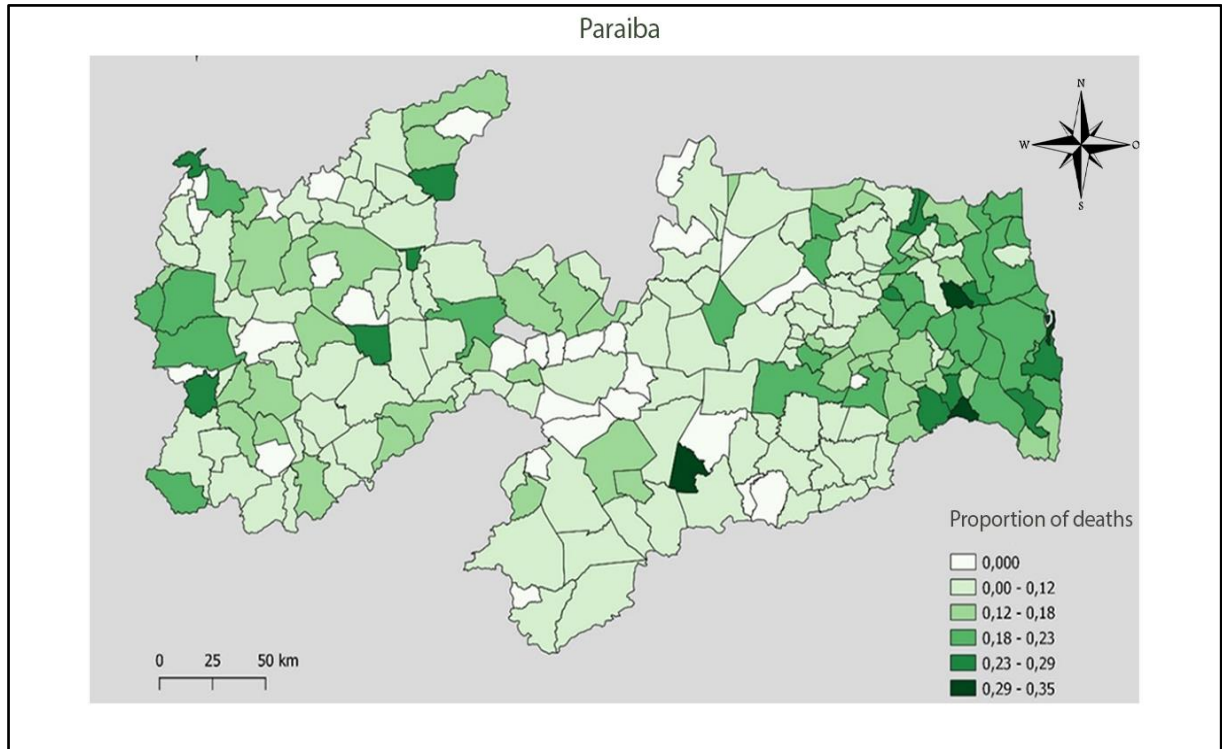 Paraiba
N
W O
S
Proportion of deaths
0,000
0,00 - 0,12
0,12 - 0,18
0,18 - 0,23
0,23 - 0,29
0,29 - 0,35
0 25 50 km